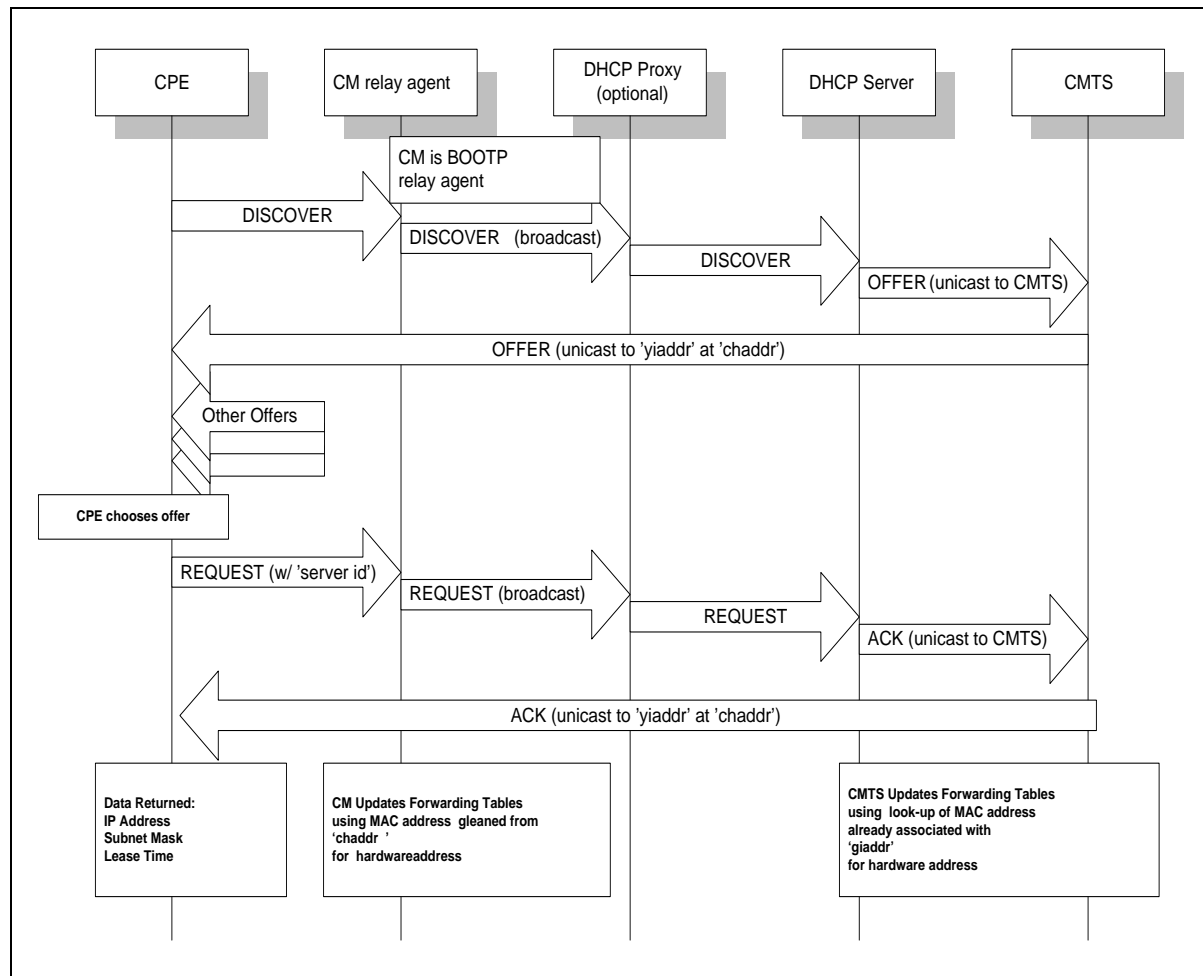 CPE
CM relay agent
DHCP Proxy
(optional)
DHCP Server
CMTS
CM is BOOTP
relay agent
DISCOVER
DISCOVER (broadcast)
DISCOVER
OFFER (unicast to CMTS)
OFFER (unicast to 'yiaddr' at 'chaddr')
Other Offers
CPE chooses offer
REQUEST (w/ 'server id')
REQUEST (broadcast)
REQUEST
ACK (unicast to CMTS)
ACK (unicast to 'yiaddr' at 'chaddr')
Data Returned:
IP Address
Subnet Mask
Lease Time
CM Updates Forwarding Tables
using MAC address gleaned from
'chaddr '
for hardwareaddress
CMTS Updates Forwarding Tables
using look-up of MAC address
already associated with
'giaddr'
for hardware address